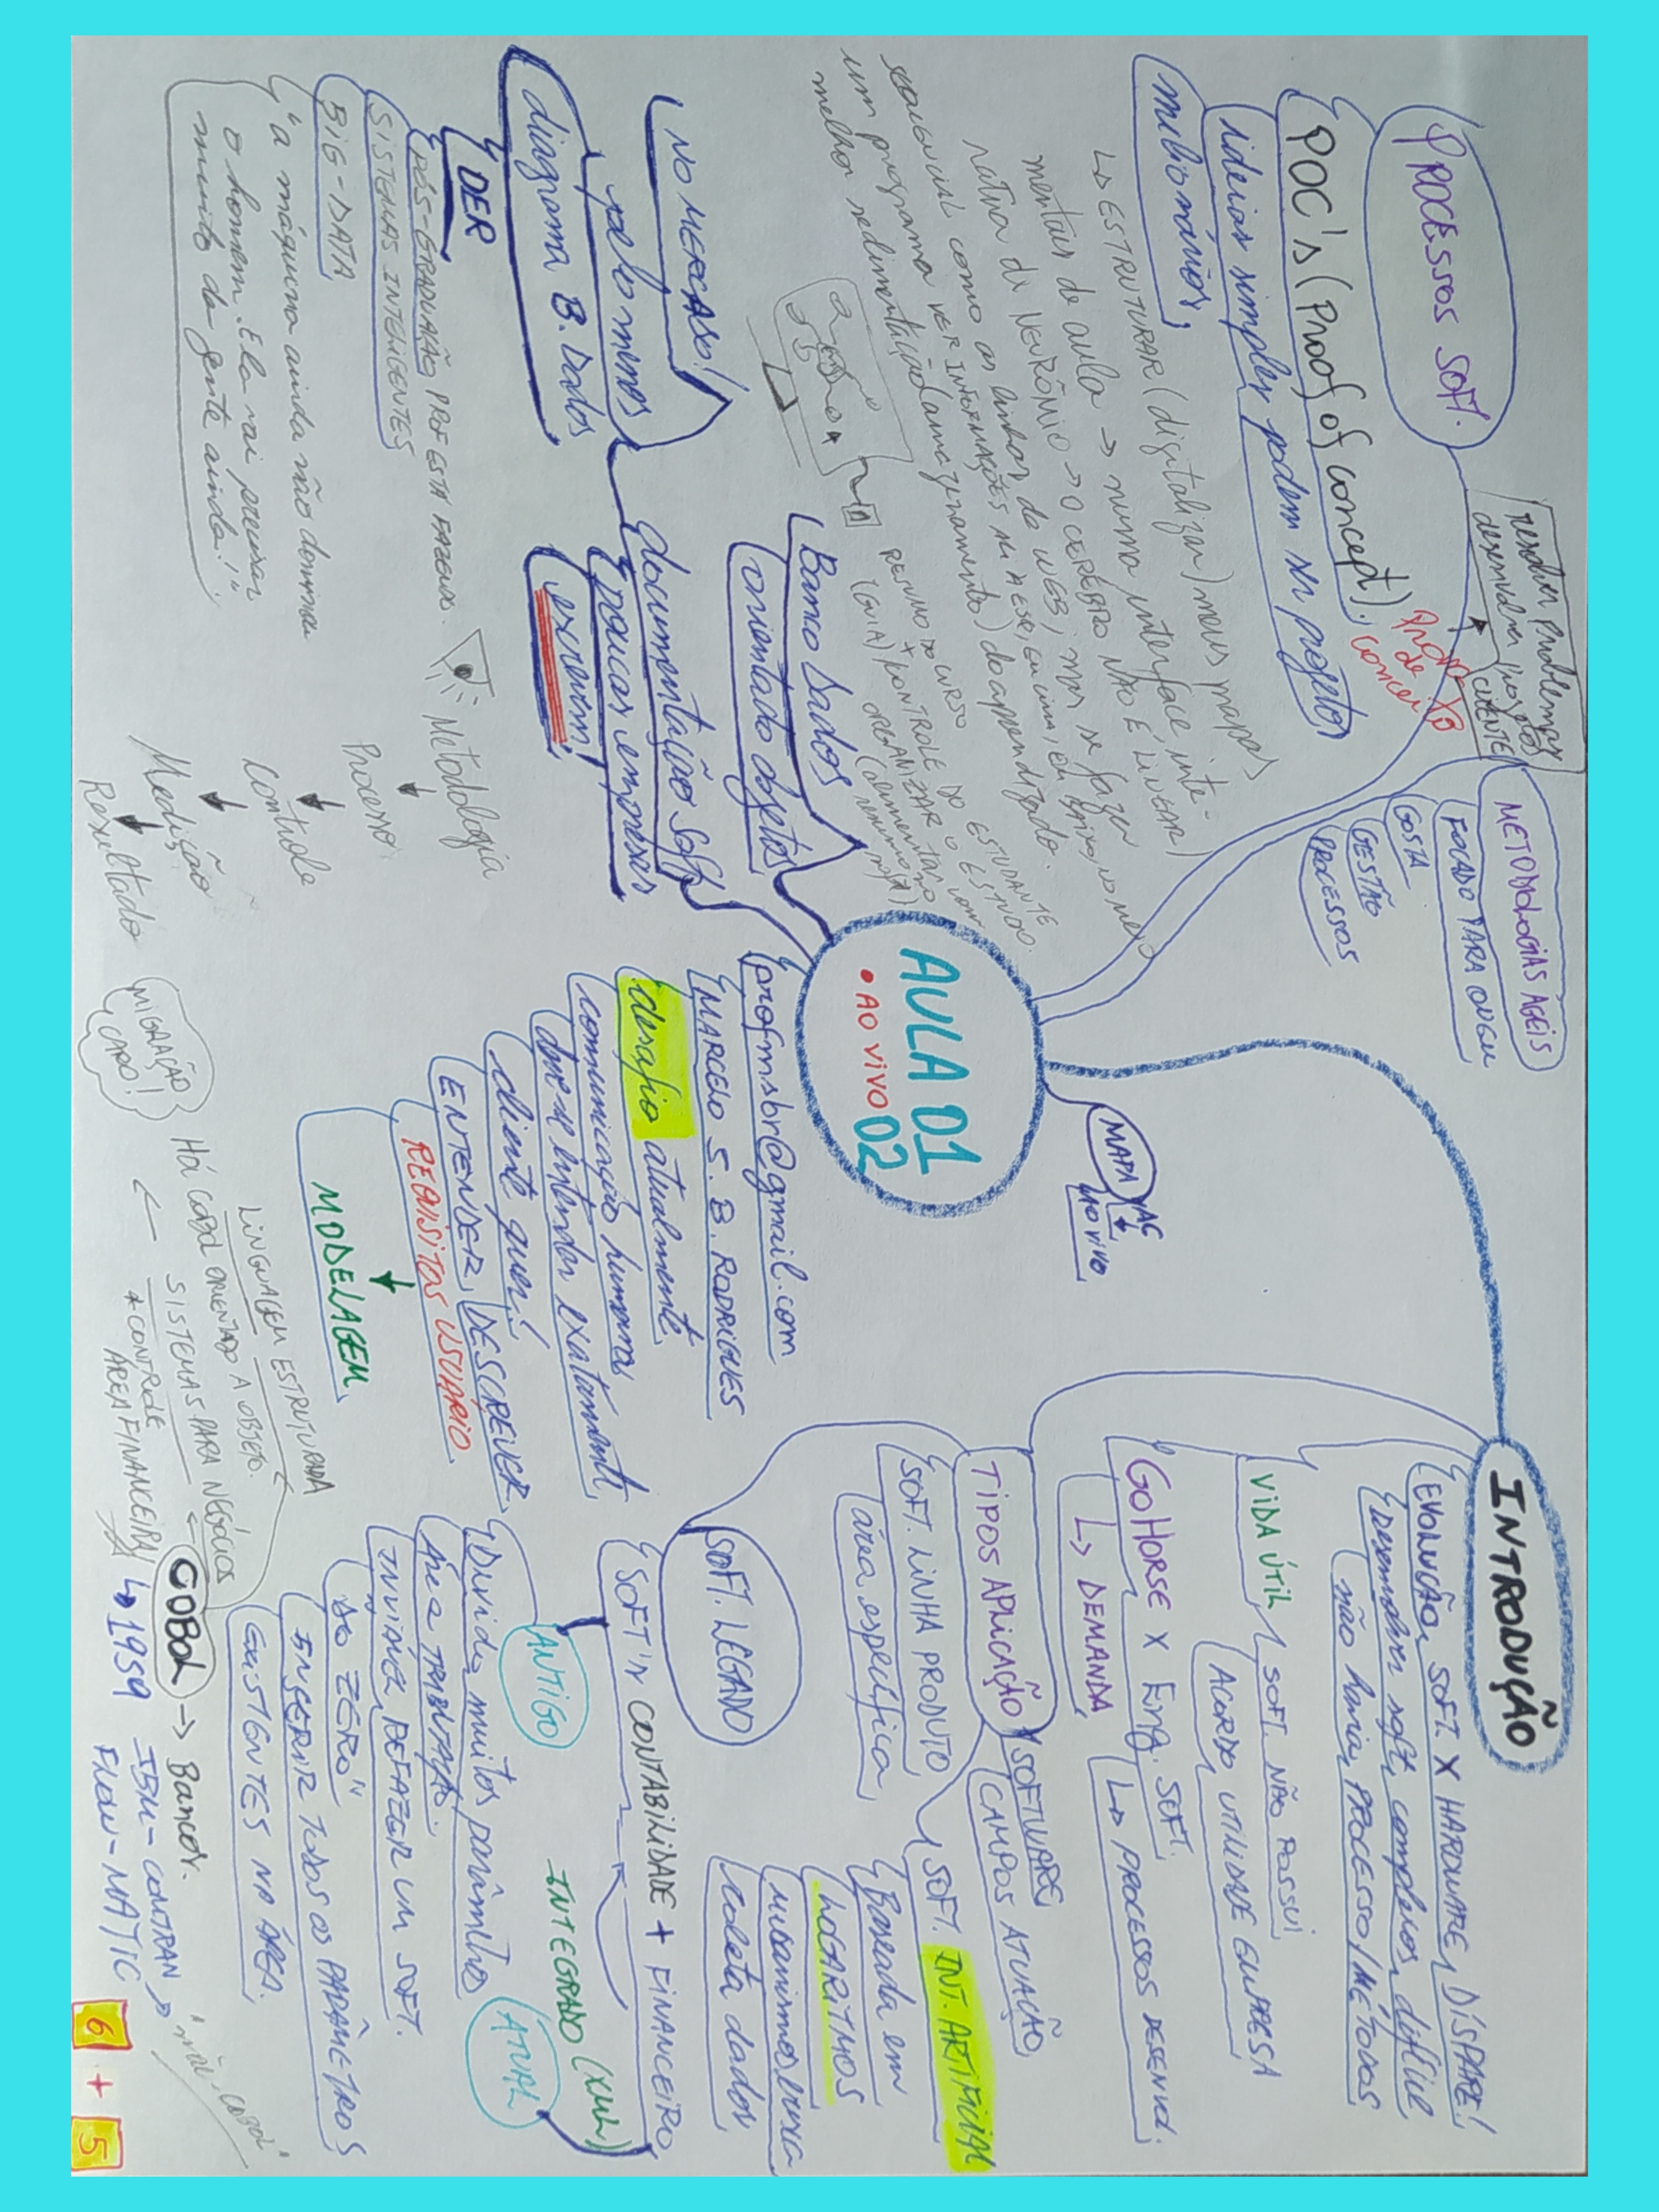 AULA 01
• AO VIVO 02
MAPA
AC
AO VIVO
INTRODUÇÃO
EVOLUÇÃO SOFT. X HARDWARE, DÍSPARE!
Desenvolver soft, complexos, difícil
não havia, PROCESSO/MÉTODOS
VIDA ÚTIL
SOFT. NÃO POSSUI
ACORDO UTILIDADE EMPRESA
GO HORSE X Eng. SOFT.
↳ DEMANDA
↳ PROCESSOS DESENVOL.
TIPOS APLICAÇÃO
SOFTWARE
CAMPOS ATUAÇÃO
SOFT. LINHA PRODUTO
área específica
SOFT. INT. ARTIFICIAL
Baseada em
LOGARITMOS
coleta dados
SOFT. LEGADO
SOFT's CONTABILIDADE + FINANCEIRO
INTEGRADO (XML)
ANTIGO
ATUAL
Devido muitos parâmetros
Área TRIBUTAÇÃO.
INVIÁVEL REFAZER UM SOFT.
"DO ZERO"
INSERIR TODOS OS PARÂMETROS
EXISTENTES NA ÁREA.
COBOL → Bancos.
↳ 1959
IBM - COMTRAN
FLOW-MATIC
"mãe-COBOL"
LINGUAGEM ESTRUTURADA
Há COBOL ORIENTADO A OBJETO.
SISTEMAS PARA NEGÓCIOS
* CONTROLE
ÁREA FINANCEIRA
MIGRAÇÃO
CARO!
6 + 5
profmsbr@gmail.com
MARCELO S. B. RODRIGUES
desafio atualmente
comunicação humana
deve-se entender exatamente
cliente quer!
ENTENDER, DESCREVER
REQUISITOS USUÁRIO
MODELAGEM
Banco Dados
orientado objetos
documentação Soft,
poucas empresas
escrevem!
NO MERCADO!
pelo menos
diagrama B. Dados
DER
PÓS-GRADUAÇÃO PROF ESTÁ FAZENDO.
SISTEMAS INTELIGENTES
BIG-DATA
"a máquina ainda não dominou
o homem. Ela vai precisar
muito da gente ainda!".
Metodologia
Processo
Controle
Medição
Resultado
METODOLOGIAS ÁGEIS
FOCADO PARA QUEM
GOSTA
GESTÃO
PROCESSOS
PROCESSOS SOFT.
POC's (Proof of concept).
Prova
de
conceito
resolver problemas
desenvolver projetos
CLIENTE
ideias simples podem ser projetos
milionários,
↳ ESTRUTURAR (digitalizar) meus mapas
mentais de aula → numa interface inte-
rativa de NEURÔMIO → O CERÉBRO NÃO É LINEAR)
SEQUENCIAL como as linhas da WEB; mas se fazer
um programa VER INFORMAÇÕES A ESQ, EM CIMA, EM BAIXO, NO MEIO
melhor sedimentação (armazenamento) do aprendizado.
RESUMO DO CURSO
+
(GUIA) / CONTROLE DO ESTUDANTE
ORGANIZAR O ESTUDO.
(alimentar com
resumo no
soft)